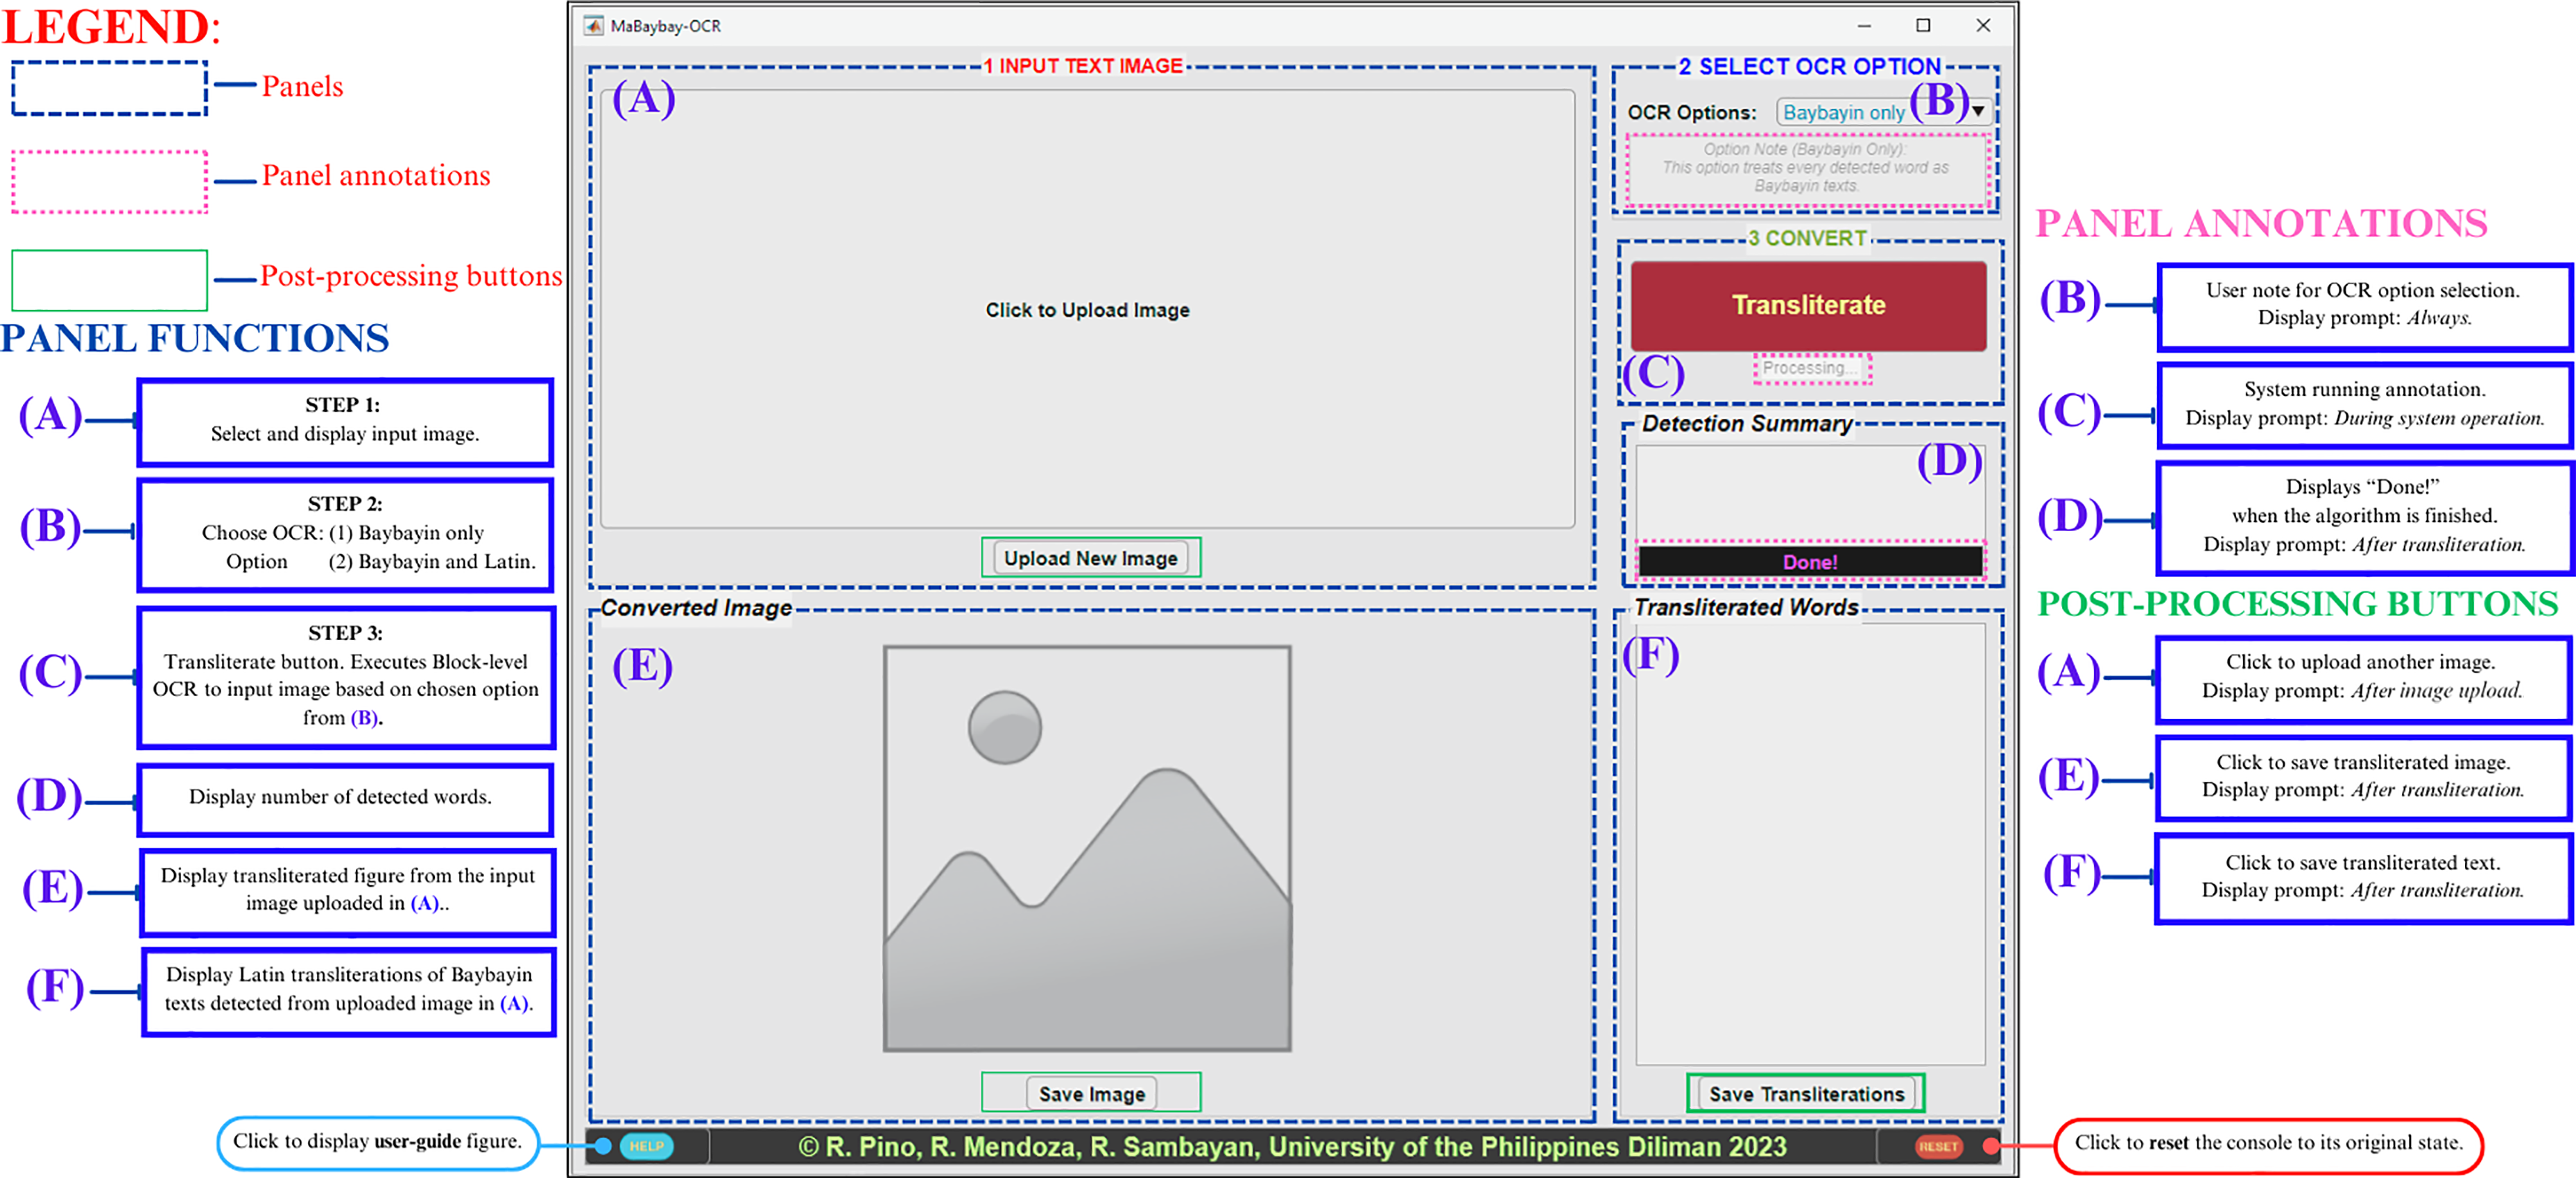 LEGEND:
Panels
Panel annotations
Post-processing buttons
PANEL FUNCTIONS
(A)
STEP 1:
Select and display input image.
(B)
STEP 2:
Choose OCR: (1) Baybayin only
Option (2) Baybayin and Latin.
(C)
STEP 3:
Transliterate button. Executes Block-level
OCR to input image based on chosen option
from (B).
(D)
Display number of detected words.
(E)
Display transliterated figure from the input
image uploaded in (A)..
(F)
Display Latin transliterations of Baybayin
texts detected from uploaded image in (A).
Click to display user-guide figure.
MaBaybay-OCR
1 INPUT TEXT IMAGE
(A)
Click to Upload Image
Upload New Image
2 SELECT OCR OPTION
OCR Options: Baybayin only (B)
Option Note (Baybayin Only):
This option treats every detected word as
Baybayin texts.
3 CONVERT
Transliterate
(C)
Processing...
Detection Summary
(D)
Done!
Converted Image
(E)
Save Image
Transliterated Words
(F)
Save Transliterations
HELP
© R. Pino, R. Mendoza, R. Sambayan, University of the Philippines Diliman 2023
RESET
PANEL ANNOTATIONS
(B)
User note for OCR option selection.
Display prompt: Always.
(C)
System running annotation.
Display prompt: During system operation.
(D)
Displays “Done!”
when the algorithm is finished.
Display prompt: After transliteration.
POST-PROCESSING BUTTONS
(A)
Click to upload another image.
Display prompt: After image upload.
(E)
Click to save transliterated image.
Display prompt: After transliteration.
(F)
Click to save transliterated text.
Display prompt: After transliteration.
Click to reset the console to its original state.